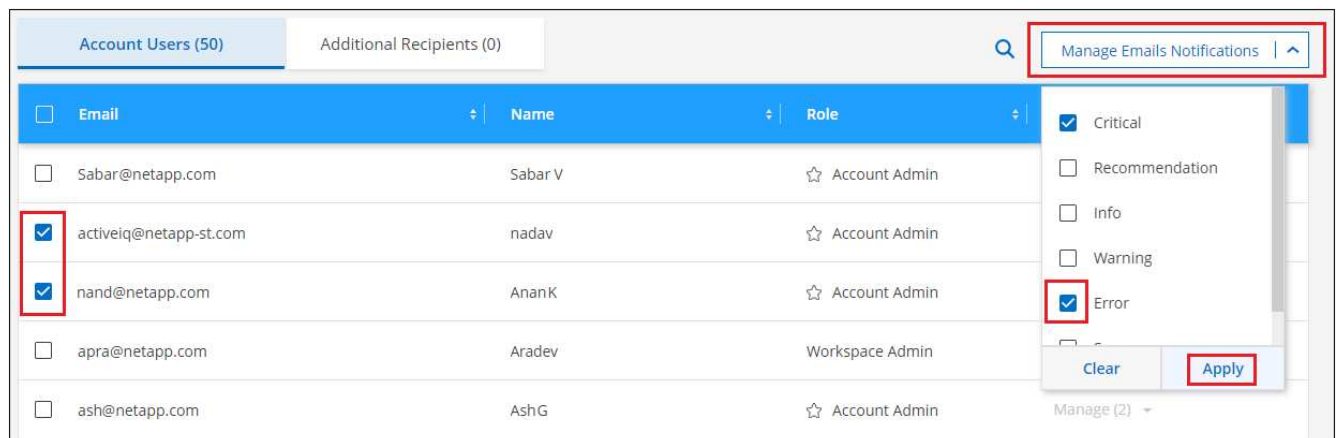 Account Users (50) Additional Recipients (0) Manage Emails Notifications
Email Name Role
Critical
Sabar@netapp.com Sabar V Account Admin
Recommendation
Info
activeiq@netapp-st.com nadav Account Admin
Warning
nand@netapp.com AnanK Account Admin
Error
apra@netapp.com Aradev Workspace Admin
Clear Apply
ash@netapp.com AshG Account Admin Manage (2)